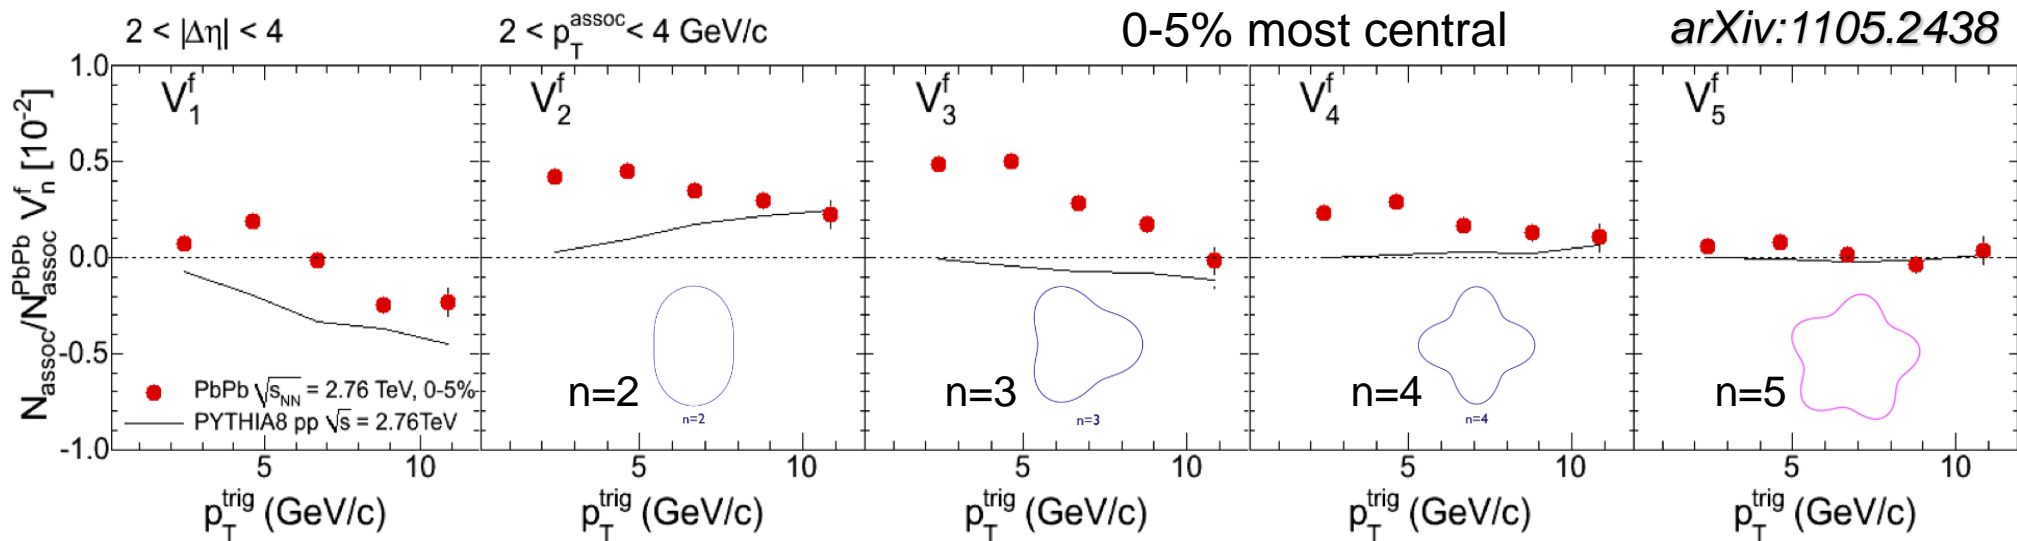 2 < |Δη| < 4
2 < p_T^assoc < 4 GeV/c
0-5% most central
arXiv:1105.2438
N_assoc/N_assoc^PbPb V_n^f [10^-2]
1.0
0.5
0.0
-0.5
-1.0
V_1^f
V_2^f
V_3^f
V_4^f
V_5^f
PbPb √s_NN = 2.76 TeV, 0-5%
PYTHIA8 pp √s = 2.76TeV
n=2
n=2
n=3
n=3
n=4
n=4
n=5
5 10
5 10
5 10
5 10
5 10
p_T^trig (GeV/c)
p_T^trig (GeV/c)
p_T^trig (GeV/c)
p_T^trig (GeV/c)
p_T^trig (GeV/c)